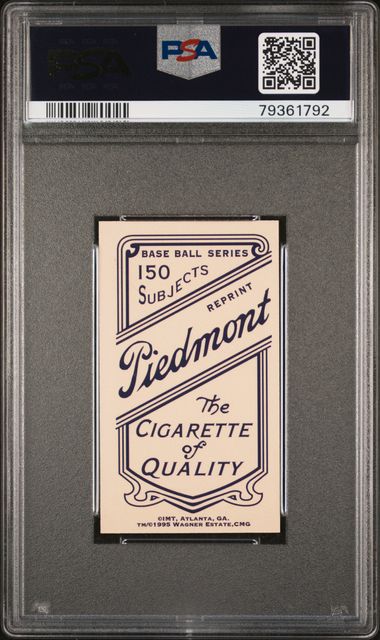 PSA
PSA
79361792
BASE BALL SERIES
150
SUBJECTS
REPRINT
Piedmont
The
CIGARETTE
of
QUALITY
©IMT, ATLANTA, GA.
TM/©1995 WAGNER ESTATE, CMG